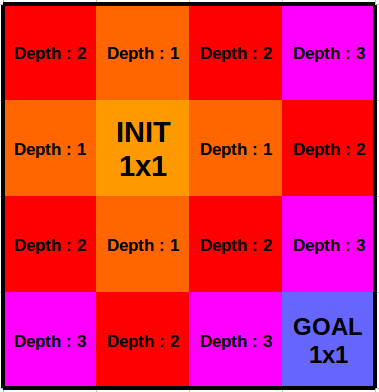 Depth : 2 Depth : 1 Depth : 2 Depth : 3
Depth : 1 INIT 1x1 Depth : 1 Depth : 2
Depth : 2 Depth : 1 Depth : 2 Depth : 3
Depth : 3 Depth : 2 Depth : 3 GOAL 1x1